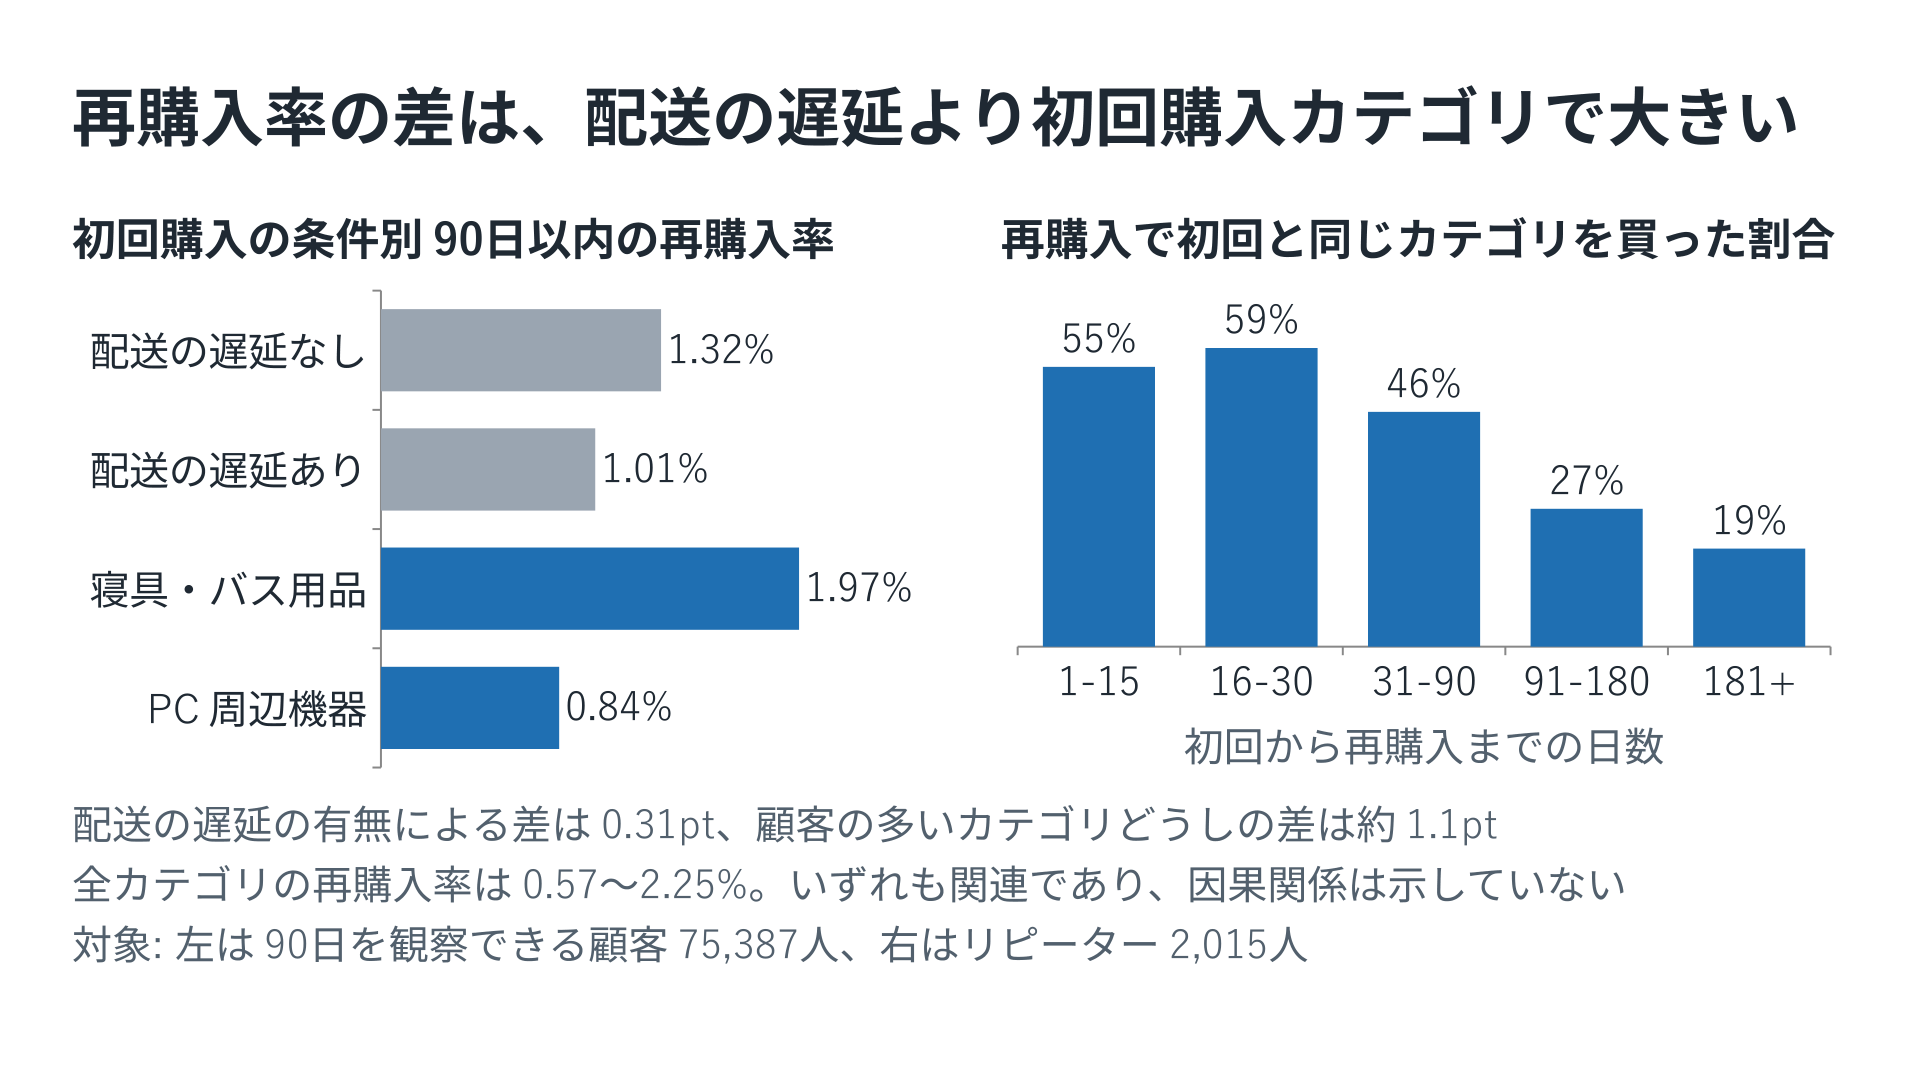 再購入率の差は、配送の遅延より初回購入カテゴリで大きい
初回購入の条件別 90日以内の再購入率
配送の遅延なし
1.32%
配送の遅延あり
1.01%
寝具・バス用品
1.97%
PC 周辺機器
0.84%
再購入で初回と同じカテゴリを買った割合
55%
59%
46%
27%
19%
1-15
16-30
31-90
91-180
181+
初回から再購入までの日数
配送の遅延の有無による差は 0.31pt、顧客の多いカテゴリどうしの差は約 1.1pt
全カテゴリの再購入率は 0.57〜2.25%。いずれも関連であり、因果関係は示していない
対象: 左は 90日を観察できる顧客 75,387人、右はリピーター 2,015人